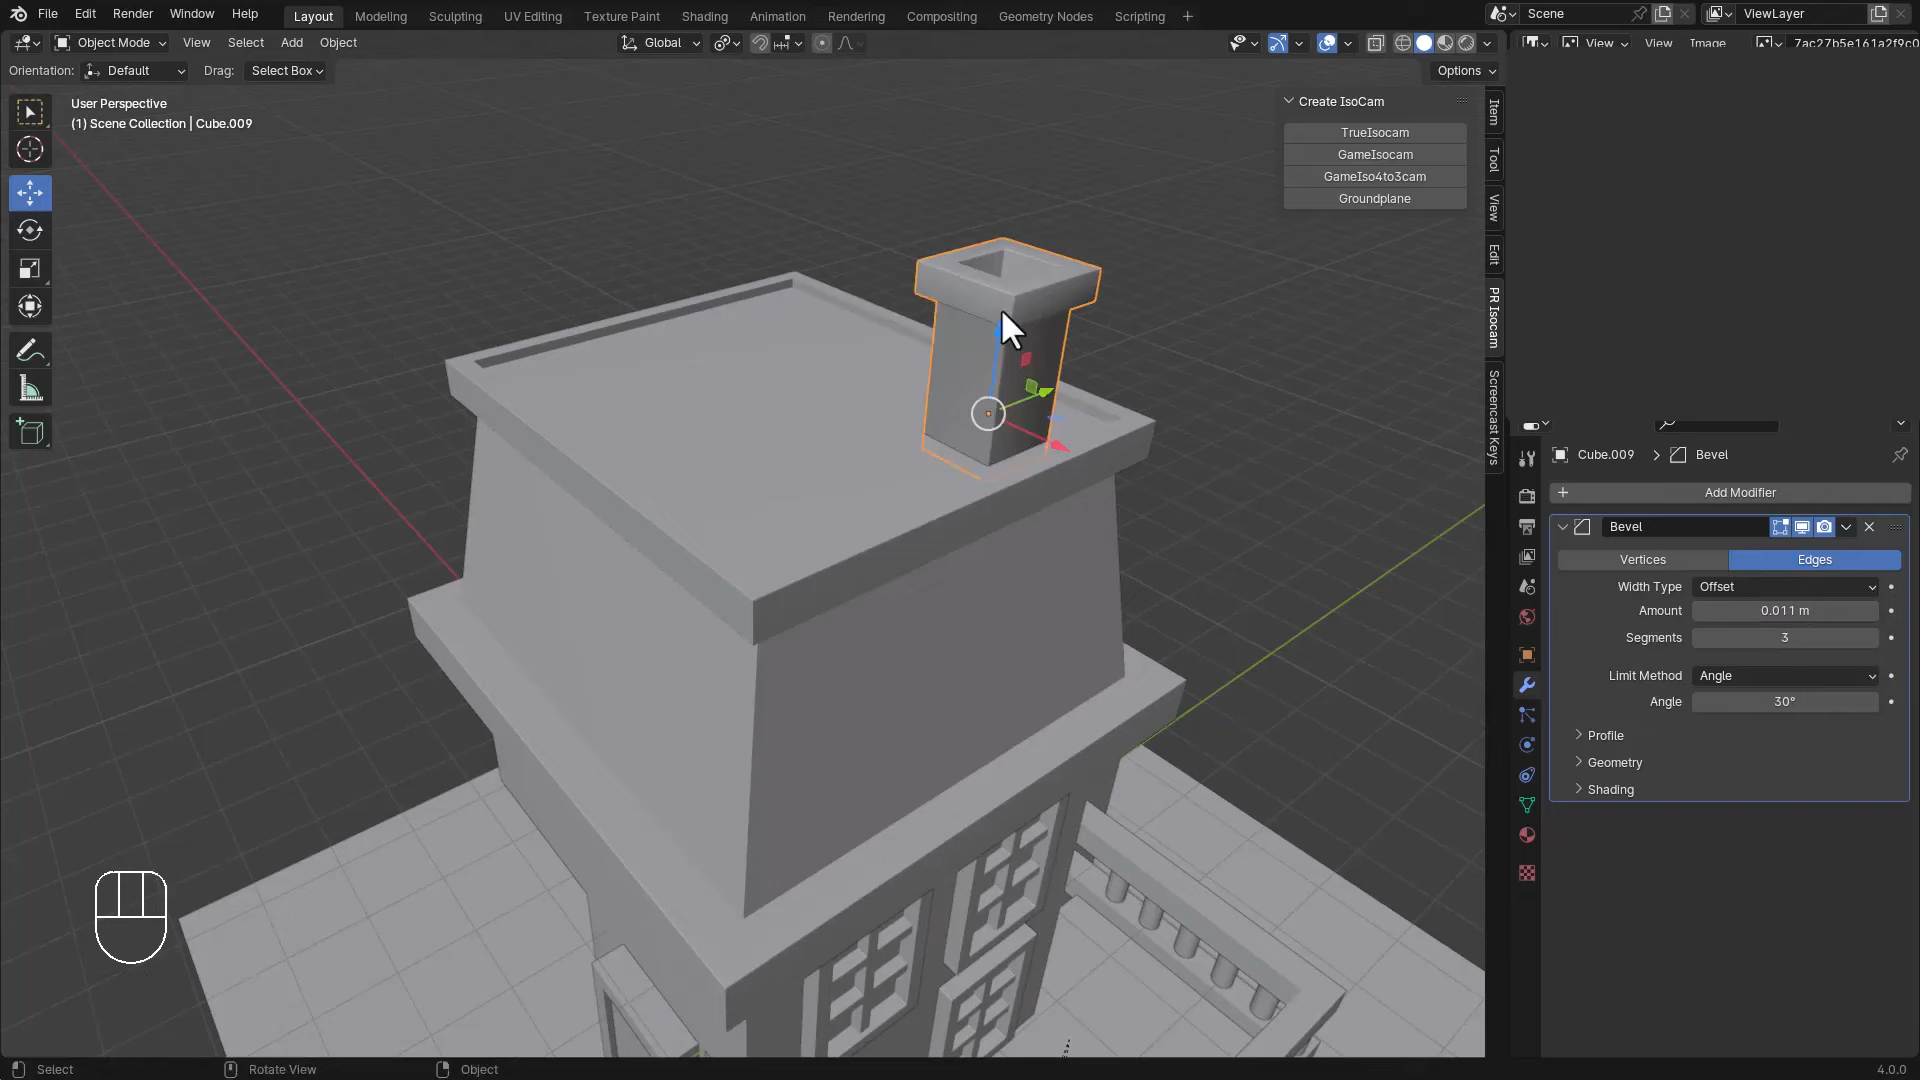 File Edit Render Window Help
Layout Modeling Sculpting UV Editing Texture Paint Shading Animation Rendering Compositing Geometry Nodes Scripting
Scene
ViewLayer
Object Mode View Select Add Object
Global
View View Image 7ac27b5e161a2f9c0
Orientation: Default Drag: Select Box
Options
User Perspective
(1) Scene Collection | Cube.009
Create IsoCam
TrueIsocam
GameIsocam
GameIso4to3cam
Groundplane
Item
Tool
View
Edit
PR Isocam
Screencast Keys
Cube.009 > Bevel
Add Modifier
Bevel
Vertices Edges
Width Type Offset
Amount 0.011 m
Segments 3
Limit Method Angle
Angle 30°
Profile
Geometry
Shading
Select Rotate View Object
4.0.0